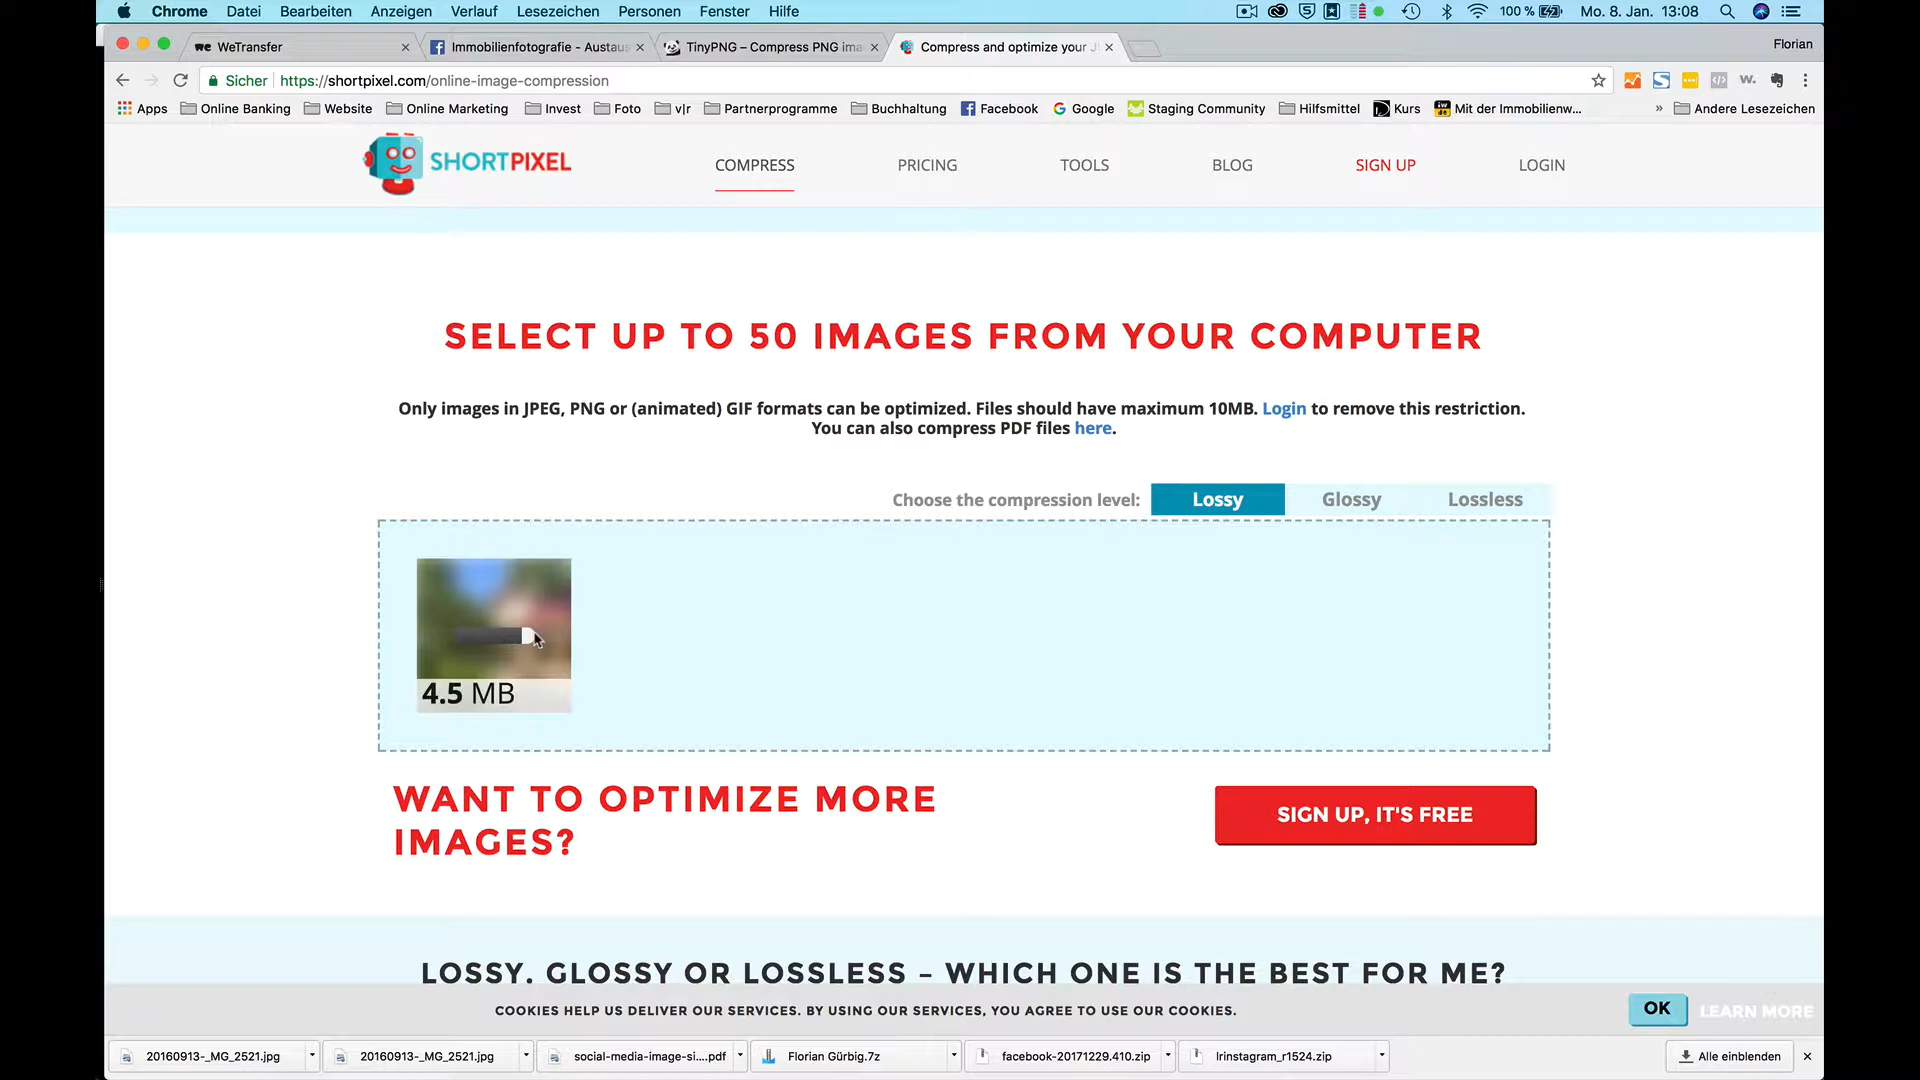 Chrome Datei Bearbeiten Anzeigen Verlauf Lesezeichen Personen Fenster Hilfe 100 % Mo. 8. Jan. 13:08
WeTransfer Immobilienfotografie - Austaus TinyPNG – Compress PNG ima Compress and optimize your J Florian
Sicher https://shortpixel.com/online-image-compression
Apps Online Banking Website Online Marketing Invest Foto v|r Partnerprogramme Buchhaltung Facebook Google Staging Community Hilfsmittel Kurs Mit der Immobilienw... » Andere Lesezeichen
SHORTPIXEL COMPRESS PRICING TOOLS BLOG SIGN UP LOGIN
SELECT UP TO 50 IMAGES FROM YOUR COMPUTER
Only images in JPEG, PNG or (animated) GIF formats can be optimized. Files should have maximum 10MB. Login to remove this restriction.
You can also compress PDF files here.
Choose the compression level: Lossy Glossy Lossless
4.5 MB
WANT TO OPTIMIZE MORE
IMAGES?
SIGN UP, IT'S FREE
LOSSY. GLOSSY OR LOSSLESS – WHICH ONE IS THE BEST FOR ME?
COOKIES HELP US DELIVER OUR SERVICES. BY USING OUR SERVICES, YOU AGREE TO USE OUR COOKIES. OK LEARN MORE
20160913-_MG_2521.jpg 20160913-_MG_2521.jpg social-media-image-si....pdf Florian Gürbig.7z facebook-20171229.410.zip lrinstagram_r1524.zip Alle einblenden